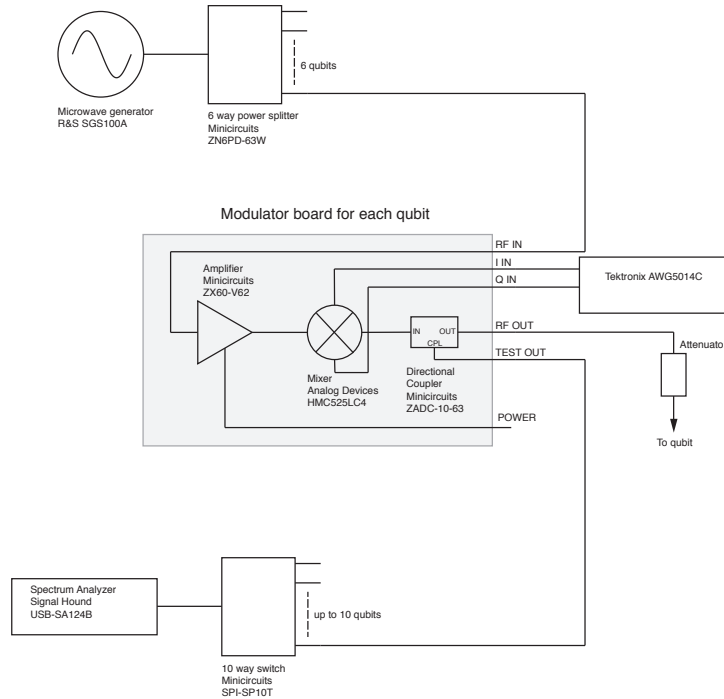 6 qubits
Microwave generator
R&S SGS100A
6 way power splitter
Minicircuits
ZN6PD-63W
Modulator board for each qubit
RF IN
I IN
Q IN
Tektronix AWG5014C
Amplifier
Minicircuits
ZX60-V62
IN
OUT
CPL
RF OUT
TEST OUT
Attenuato
Mixer
Analog Devices
HMC525LC4
Directional
Coupler
Minicircuits
ZADC-10-63
POWER
To qubit
Spectrum Analyzer
Signal Hound
USB-SA124B
up to 10 qubits
10 way switch
Minicircuits
SPI-SP10T